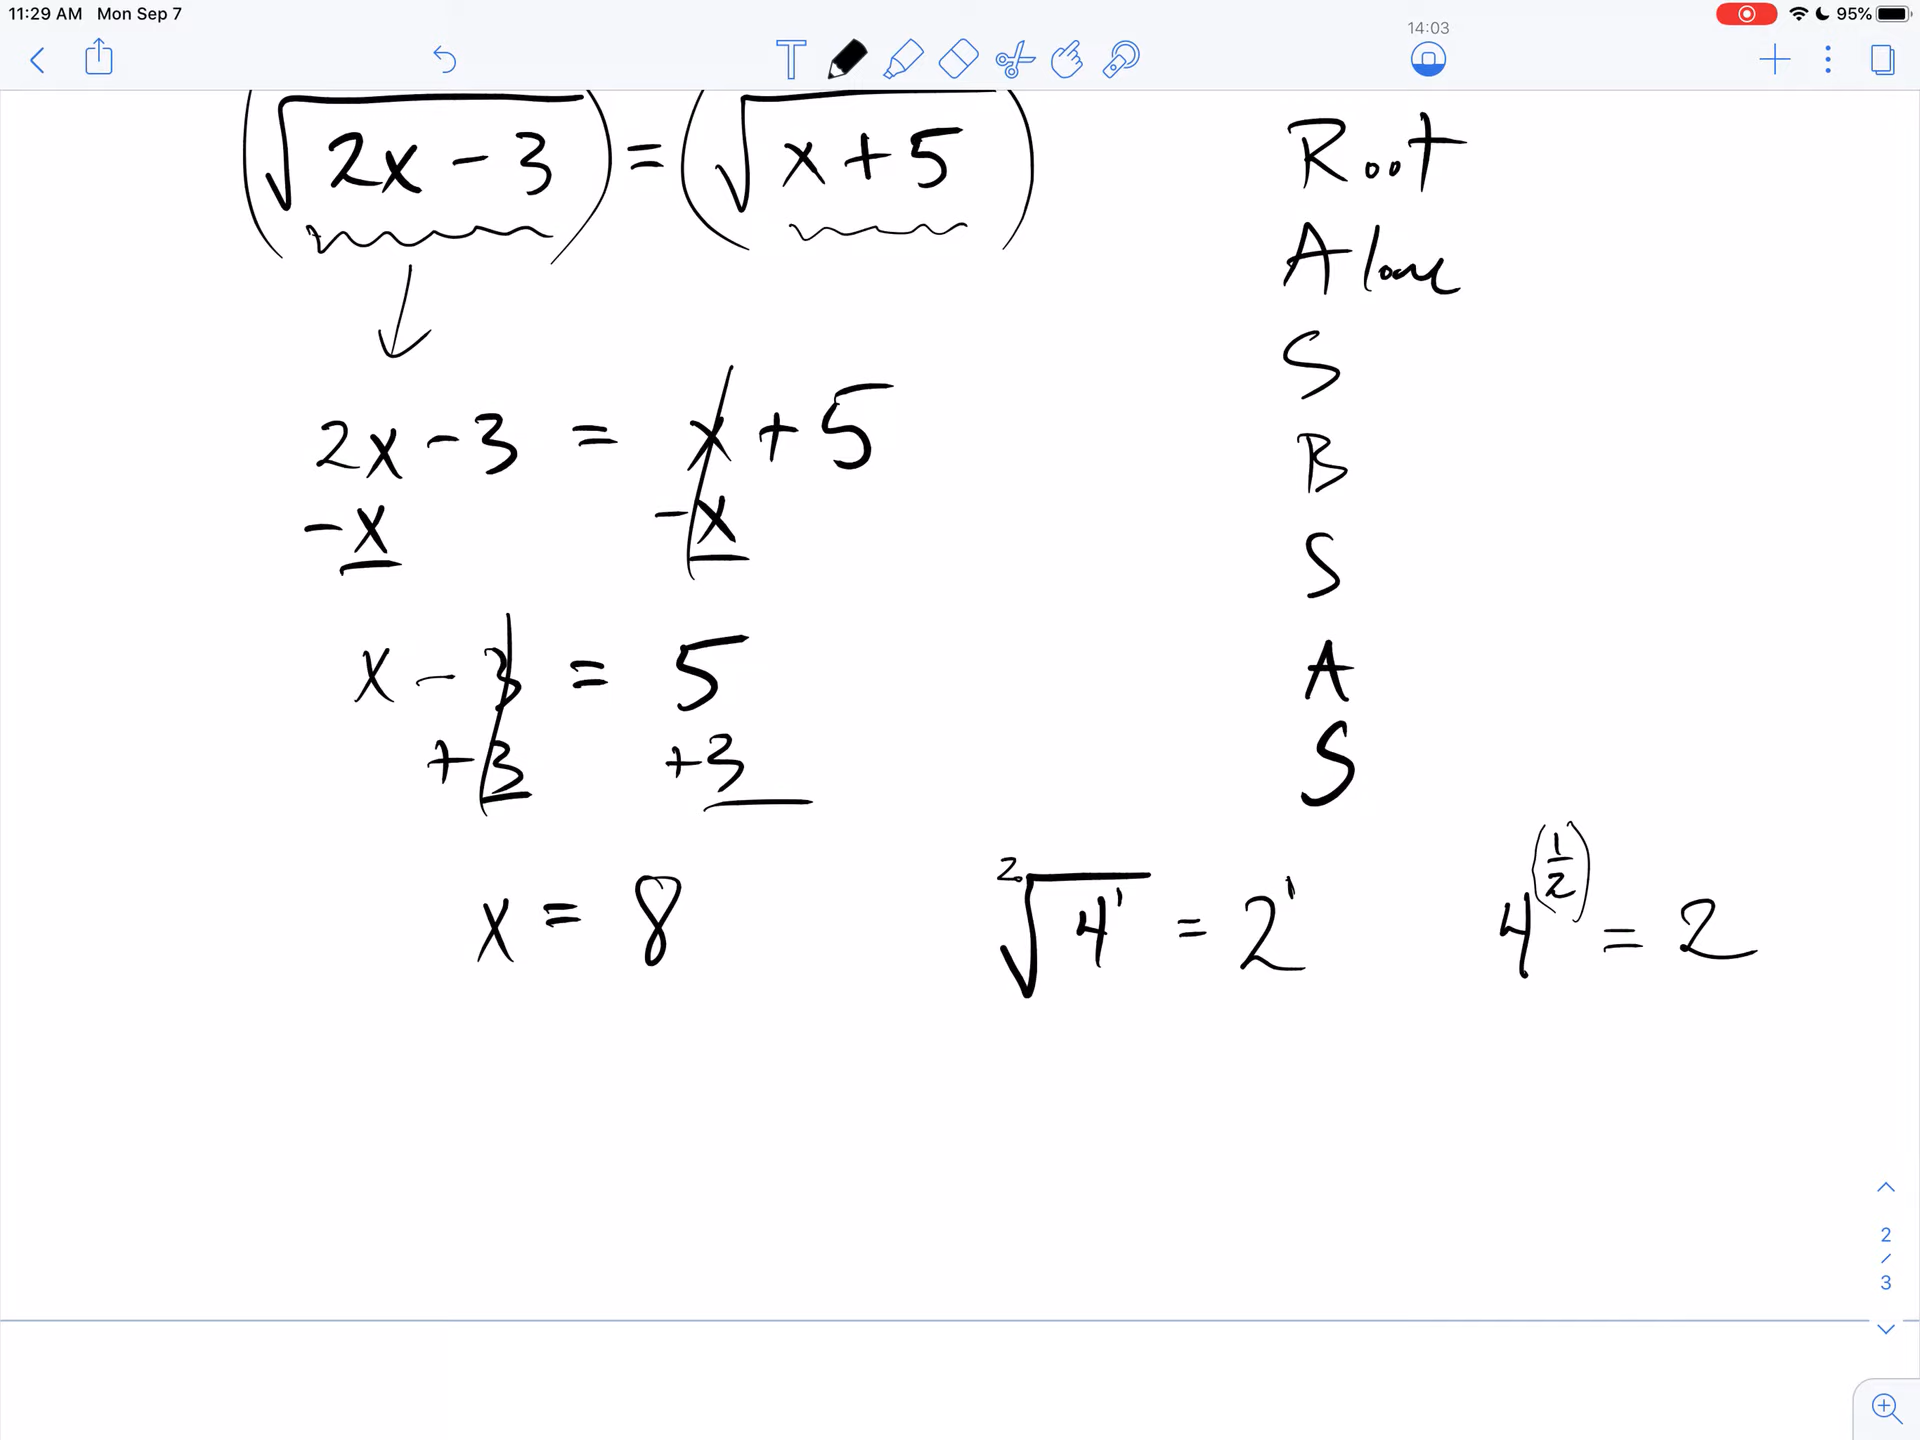 11:29 AM Mon Sep 7
95%
14:03
T
(√(2x - 3)) = (√(x + 5))
Root
Alone
S
2x - 3 = x + 5
B
-x -x
S
x - 3 = 5
A
+3 +3
S
x = 8
²√4¹ = 2¹
4^(1/2) = 2
2
/
3